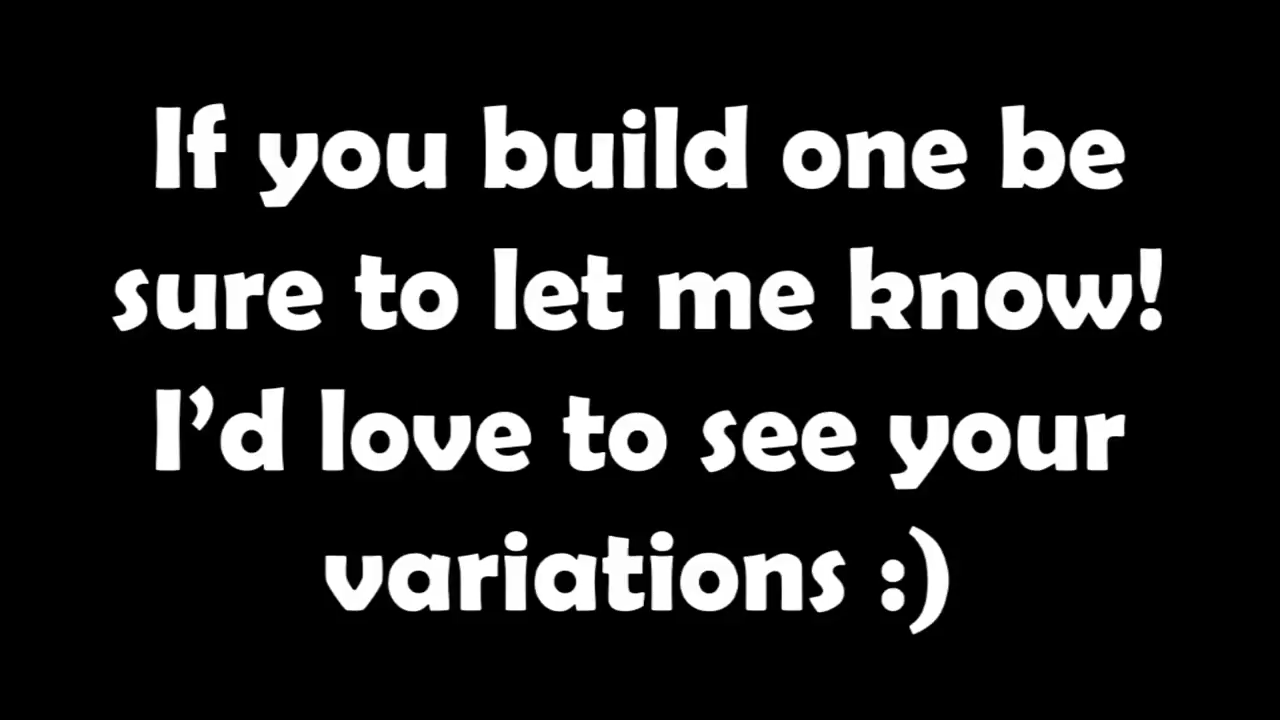 If you build one be
sure to let me know!
I’d love to see your
variations :)